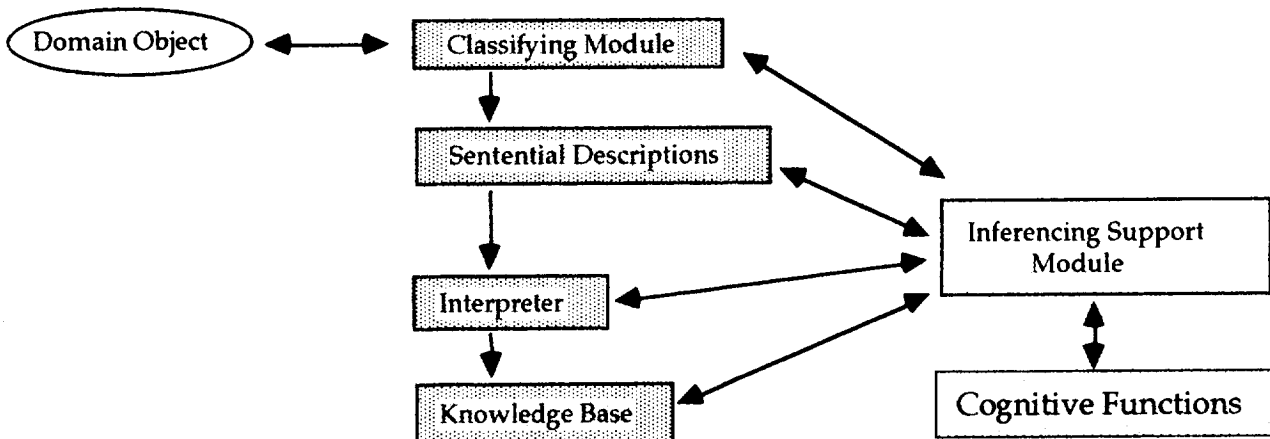 Domain Object
Classifying Module
Sentential Descriptions
Inferencing Support
Module
Interpreter
Knowledge Base
Cognitive Functions